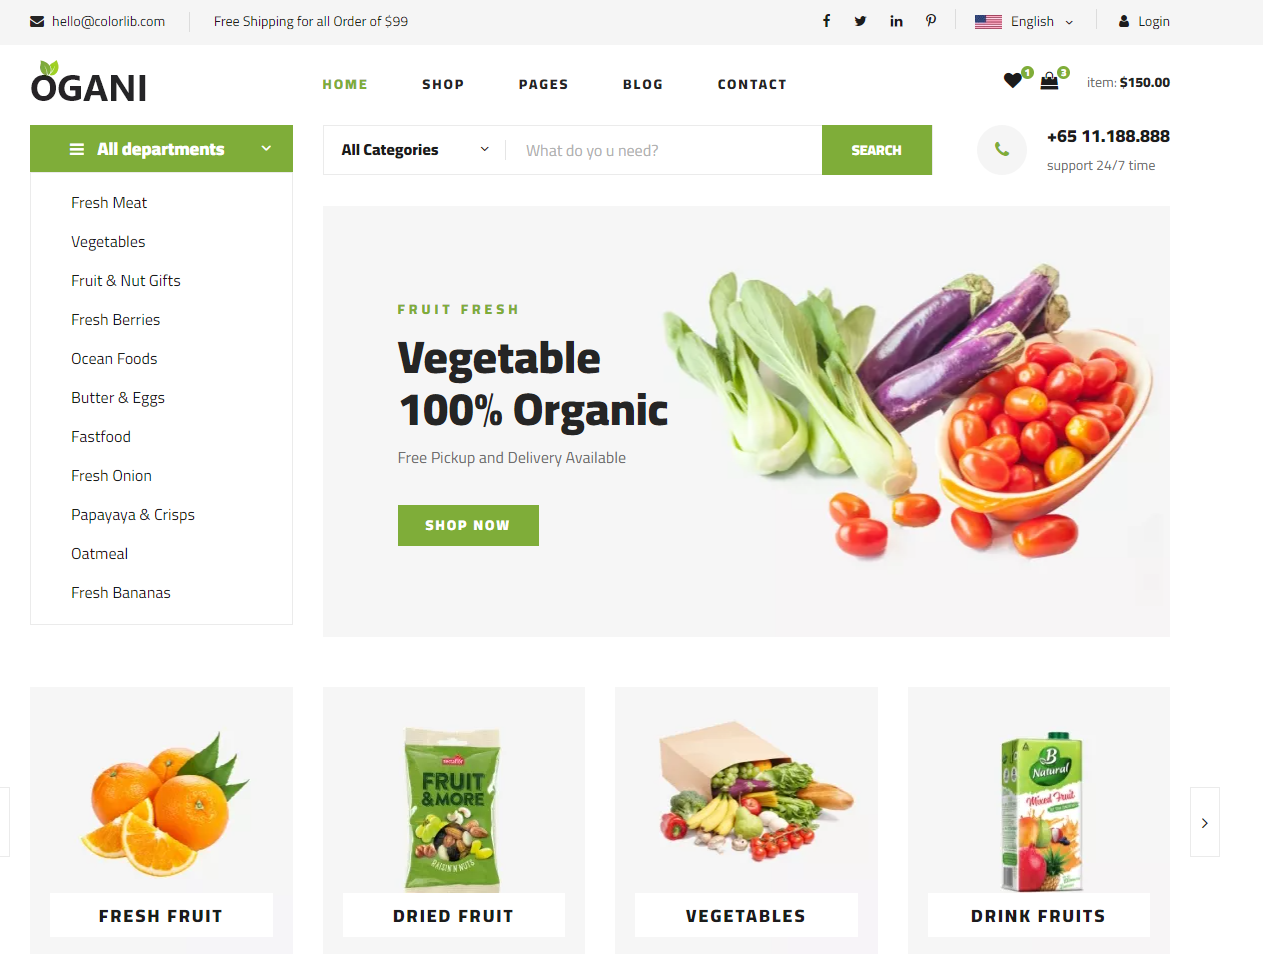 hello@colorlib.com
Free Shipping for all Order of $99
English
Login
OGANI
HOME
SHOP
PAGES
BLOG
CONTACT
1
3
item: $150.00
All departments
All Categories
What do yo u need?
SEARCH
+65 11.188.888
support 24/7 time
Fresh Meat
Vegetables
Fruit & Nut Gifts
Fresh Berries
Ocean Foods
Butter & Eggs
Fastfood
Fresh Onion
Papayaya & Crisps
Oatmeal
Fresh Bananas
FRUIT FRESH
Vegetable
100% Organic
Free Pickup and Delivery Available
SHOP NOW
FRUIT
&MORE
RAISIN'N NUTS
B
Natural
Mixed Fruit
FRESH FRUIT
DRIED FRUIT
VEGETABLES
DRINK FRUITS